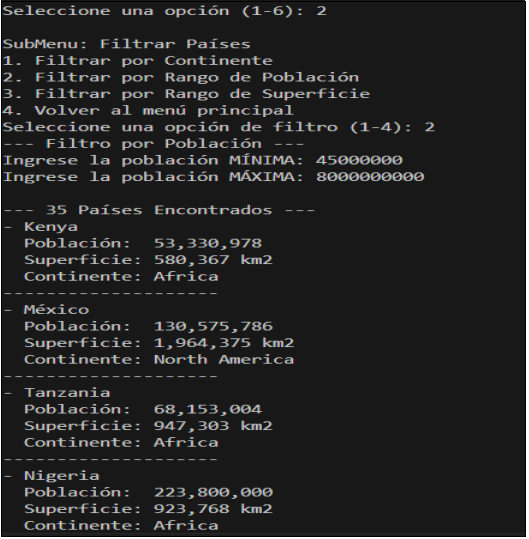 Seleccione una opción (1-6): 2
SubMenu: Filtrar Países
1. Filtrar por Continente
2. Filtrar por Rango de Población
3. Filtrar por Rango de Superficie
4. Volver al menú principal
Seleccione una opción de filtro (1-4): 2
--- Filtro por Población ---
Ingrese la población MÍNIMA: 45000000
Ingrese la población MÁXIMA: 8000000000
--- 35 Países Encontrados ---
- Kenya
Población:  53,330,978
Superficie: 580,367 km2
Continente: Africa
--------------------
- México
Población:  130,575,786
Superficie: 1,964,375 km2
Continente: North America
--------------------
- Tanzania
Población:  68,153,004
Superficie: 947,303 km2
Continente: Africa
--------------------
- Nigeria
Población:  223,800,000
Superficie: 923,768 km2
Continente: Africa